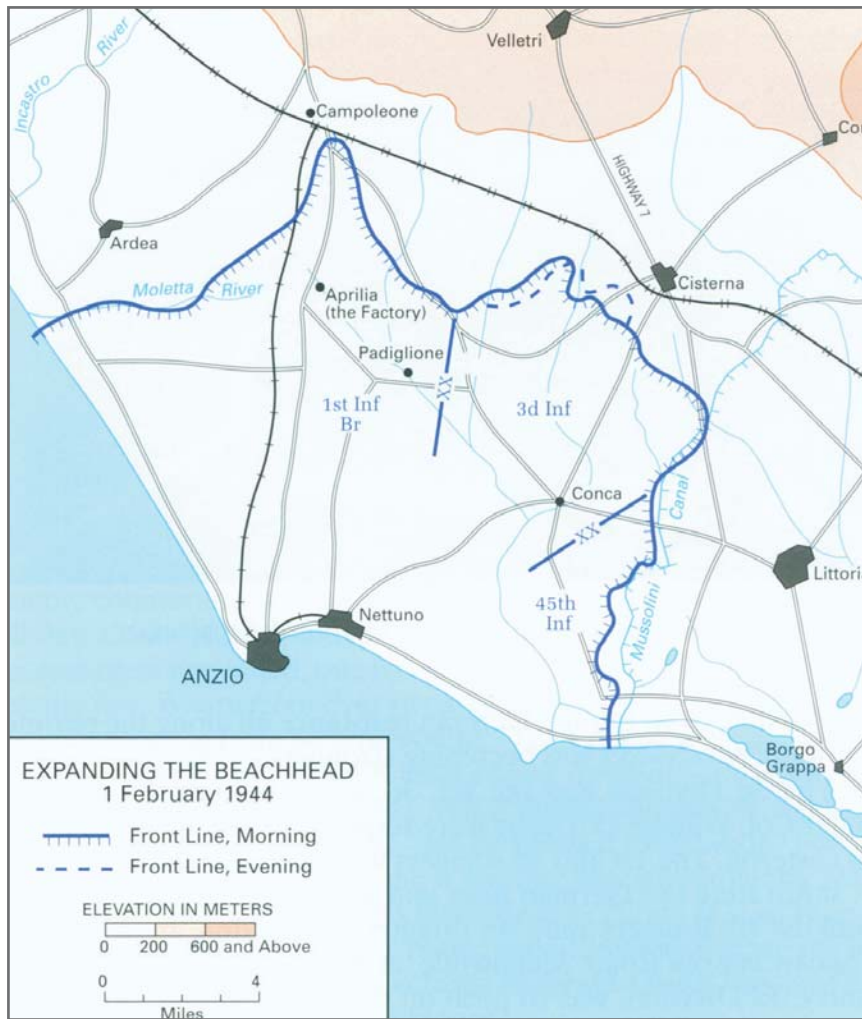 Velletri
Incastro
River
Campoleone
Cor
HIGHWAY 7
Ardea
Cisterna
Moletta
River
Aprilia
(the Factory)
Padiglione
XX
1st Inf
Br
3d Inf
Conca
Canal
XX
Littoria
45th
Inf
Mussolini
Nettuno
ANZIO
Borgo
Grappa
EXPANDING THE BEACHHEAD
1 February 1944
Front Line, Morning
Front Line, Evening
ELEVATION IN METERS
0 200 600 and Above
0 4
Miles